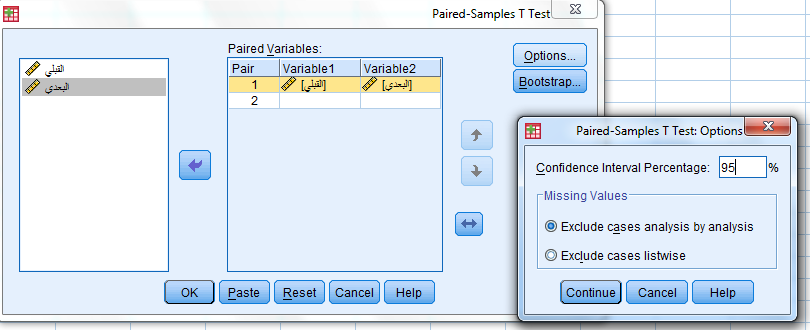 Paired-Samples T Test
Paired Variables:
القبلي
البعدي
Pair Variable1 Variable2
1 [القبلي] [البعدي]
2
Options...
Bootstrap...
OK Paste Reset Cancel Help
Paired-Samples T Test: Options
Confidence Interval Percentage: 95 %
Missing Values
Exclude cases analysis by analysis
Exclude cases listwise
Continue Cancel Help